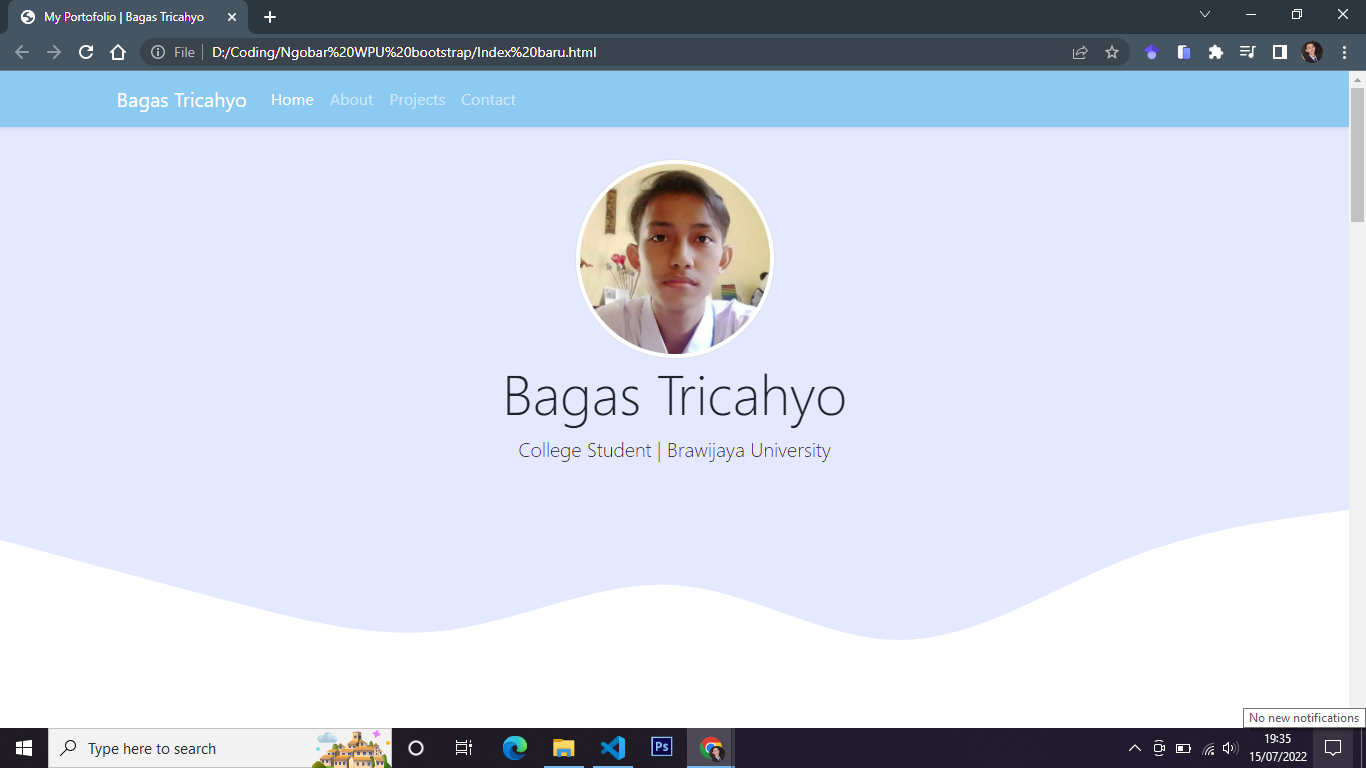 My Portofolio | Bagas Tricahyo
File
D:/Coding/Ngobar%20WPU%20bootstrap/Index%20baru.html
Bagas Tricahyo Home About Projects Contact
Bagas Tricahyo
College Student | Brawijaya University
No new notifications
Type here to search
Ps
19:35
15/07/2022